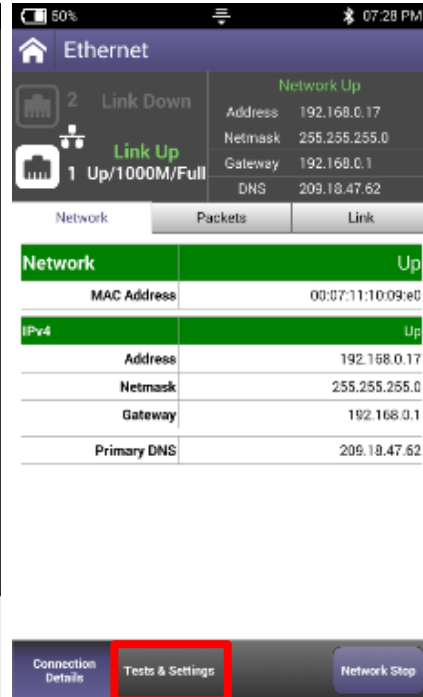 50% 07:28 PM
Ethernet
2 Link Down
Link Up
1 Up/1000M/Full
Network Up
Address 192.168.0.17
Netmask 255.255.255.0
Gateway 192.168.0.1
DNS 209.18.47.62
Network Packets Link
Network Up
MAC Address 00:07:11:10:09:e0
IPv4 Up
Address 192.168.0.17
Netmask 255.255.255.0
Gateway 192.168.0.1
Primary DNS 209.18.47.62
Connection
Details
Tests & Settings
Network Stop